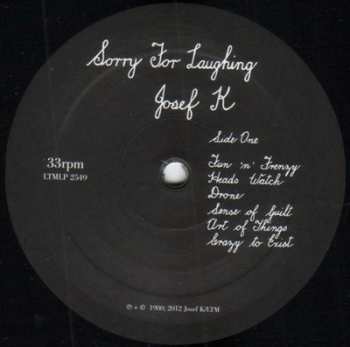 Sorry For Laughing
Josef K
Side One
33rpm
LTMLP 2549
Fun 'n' Frenzy
Heads Watch
Drone
Sense of Guilt
Art of Things
Crazy to Exist
℗ + © 1980, 2012 Josef K/LTM